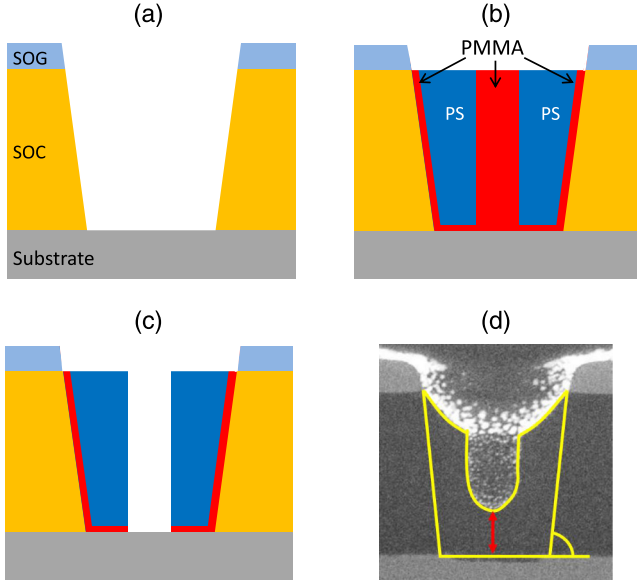 (a)
SOG
SOC
Substrate
(b)
PMMA
PS
PS
(c)
(d)